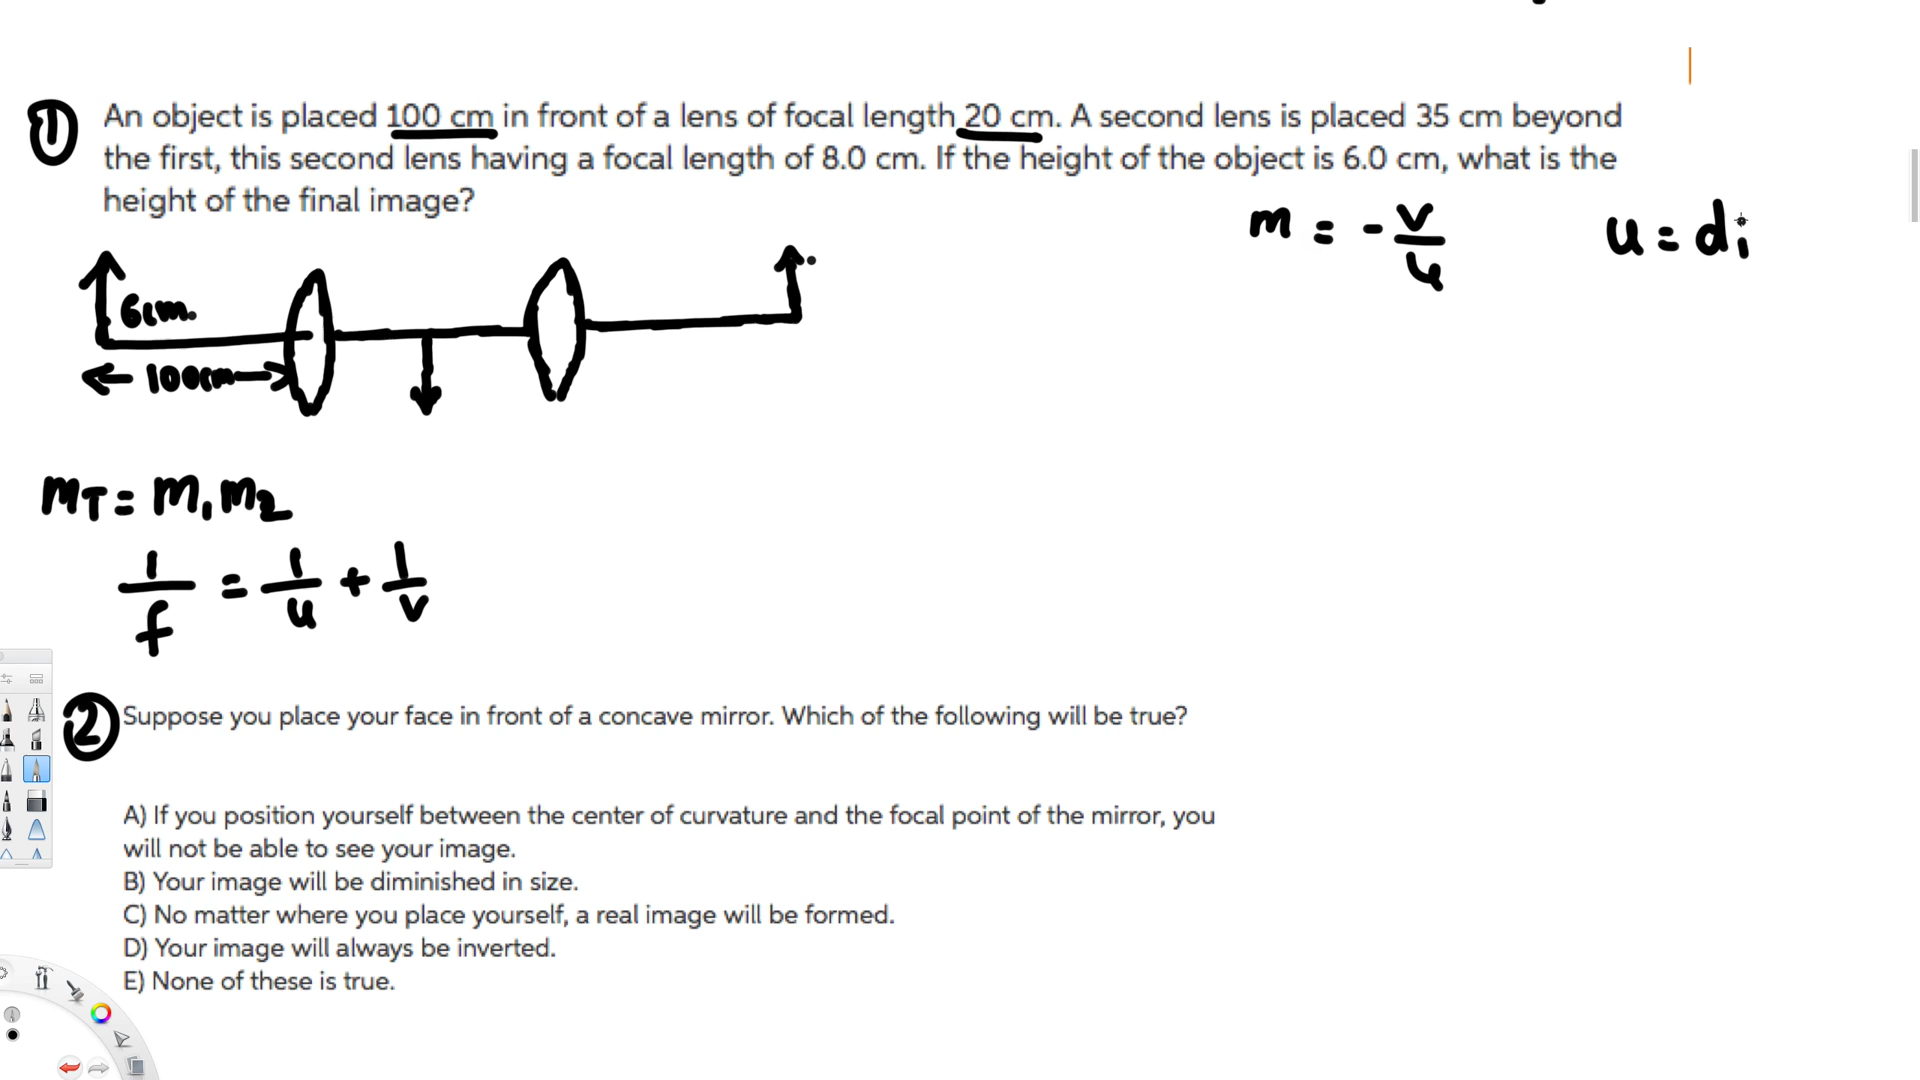 ① An object is placed 100 cm in front of a lens of focal length 20 cm. A second lens is placed 35 cm beyond
the first, this second lens having a focal length of 8.0 cm. If the height of the object is 6.0 cm, what is the
height of the final image?
m = - v/u
u = di
6cm.
100cm
MT = m1 m2
1/f = 1/u + 1/v
② Suppose you place your face in front of a concave mirror. Which of the following will be true?
A) If you position yourself between the center of curvature and the focal point of the mirror, you
will not be able to see your image.
B) Your image will be diminished in size.
C) No matter where you place yourself, a real image will be formed.
D) Your image will always be inverted.
E) None of these is true.